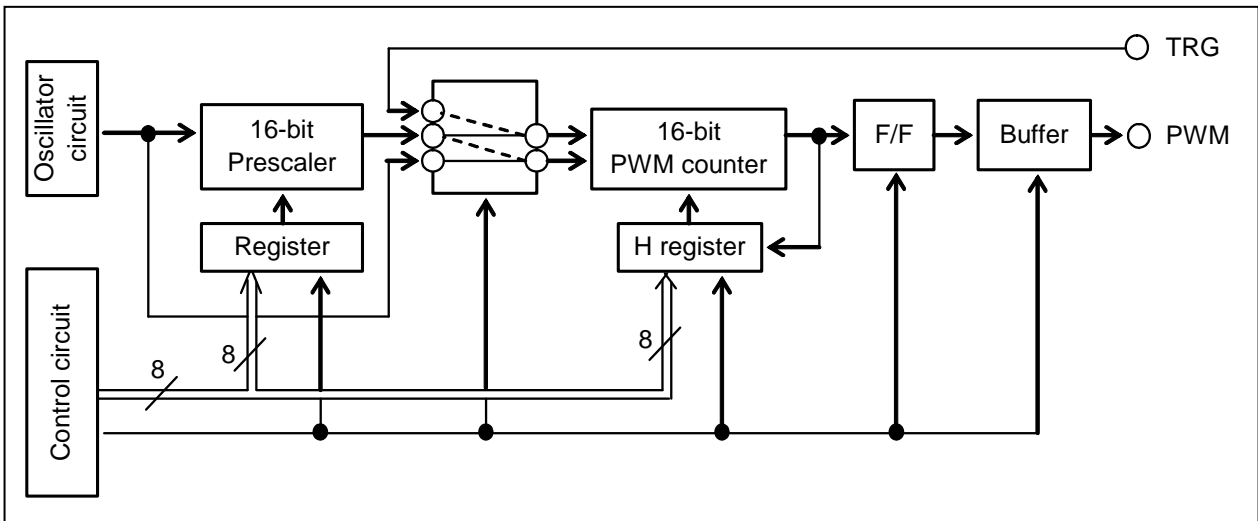 TRG
Oscillator
circuit
16-bit
Prescaler
16-bit
PWM counter
F/F
Buffer
PWM
Register
H register
Control circuit
8
8
8